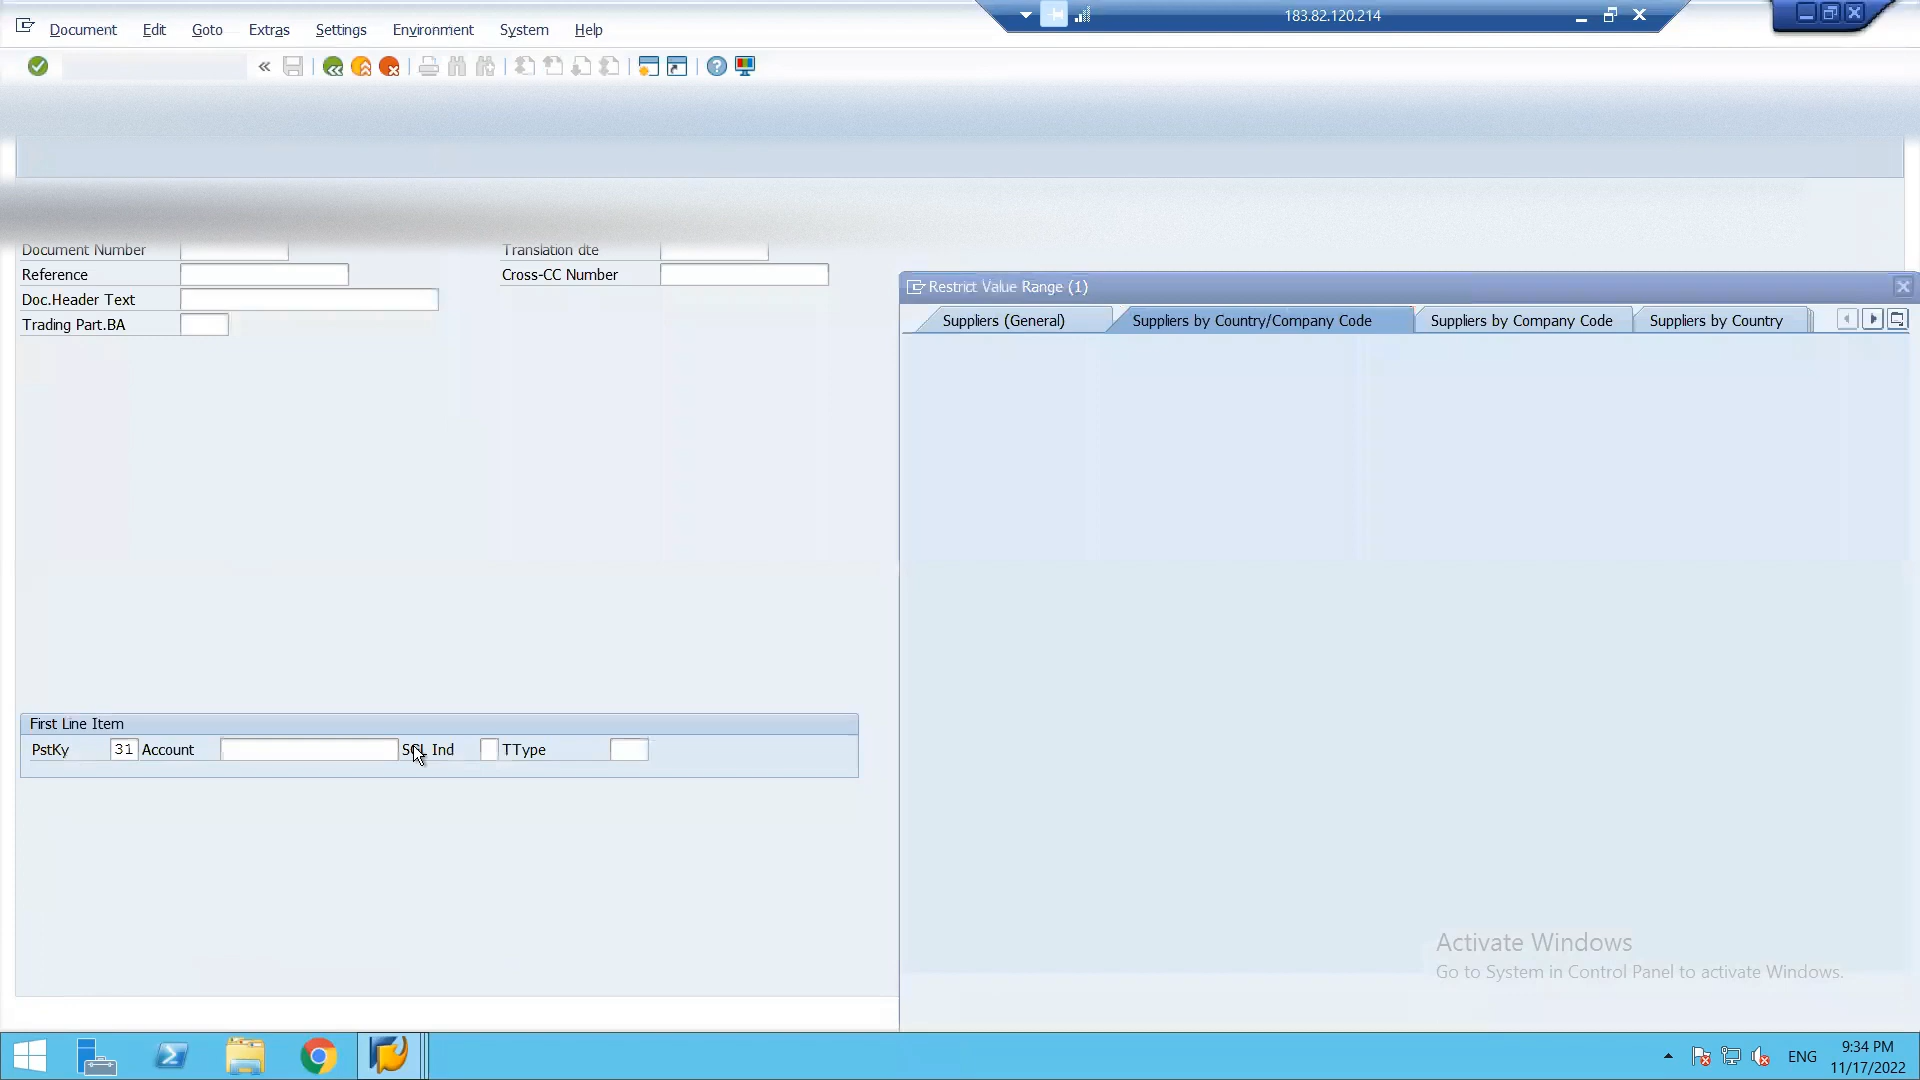 183.82.120.214
Document Edit Goto Extras Settings Environment System Help
Document Number Translation dte
Reference Cross-CC Number
Doc.Header Text
Trading Part.BA
Restrict Value Range (1)
Suppliers (General) Suppliers by Country/Company Code Suppliers by Company Code Suppliers by Country
First Line Item
PstKy 31 Account SGL Ind TType
Activate Windows
Go to System in Control Panel to activate Windows.
ENG
9:34 PM
11/17/2022